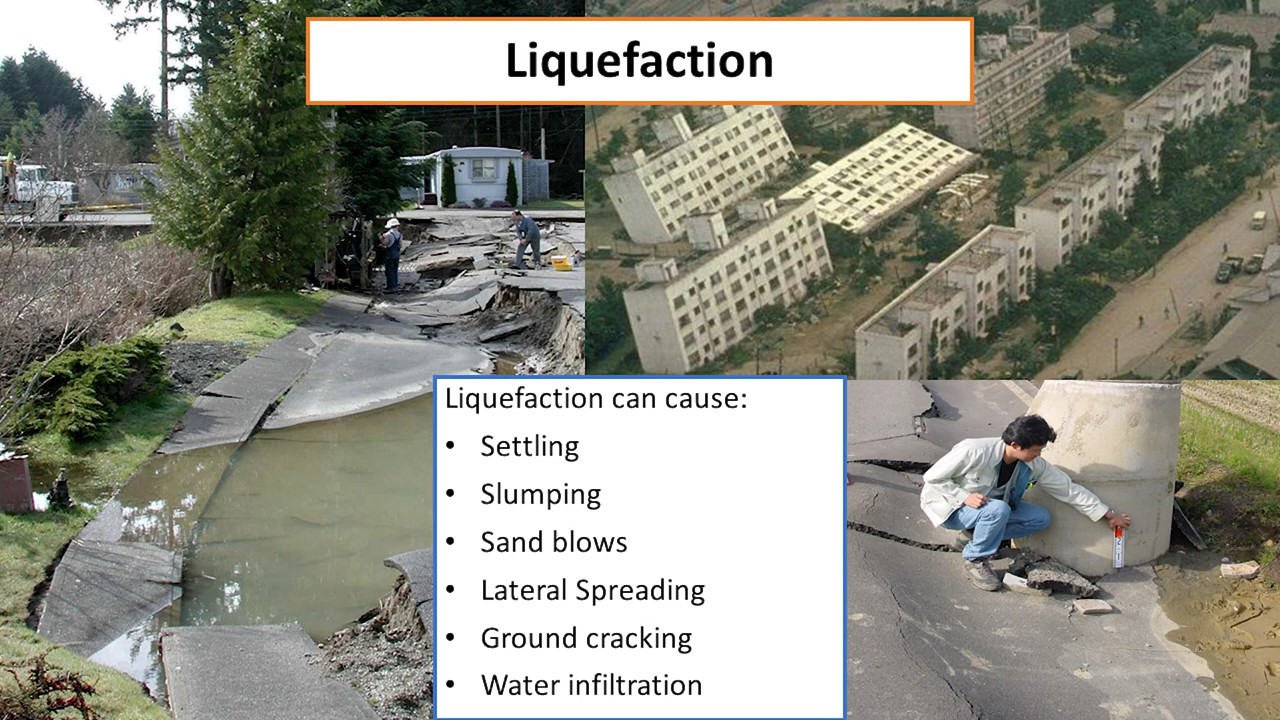 Liquefaction
Liquefaction can cause:
• Settling
• Slumping
• Sand blows
• Lateral Spreading
• Ground cracking
• Water infiltration